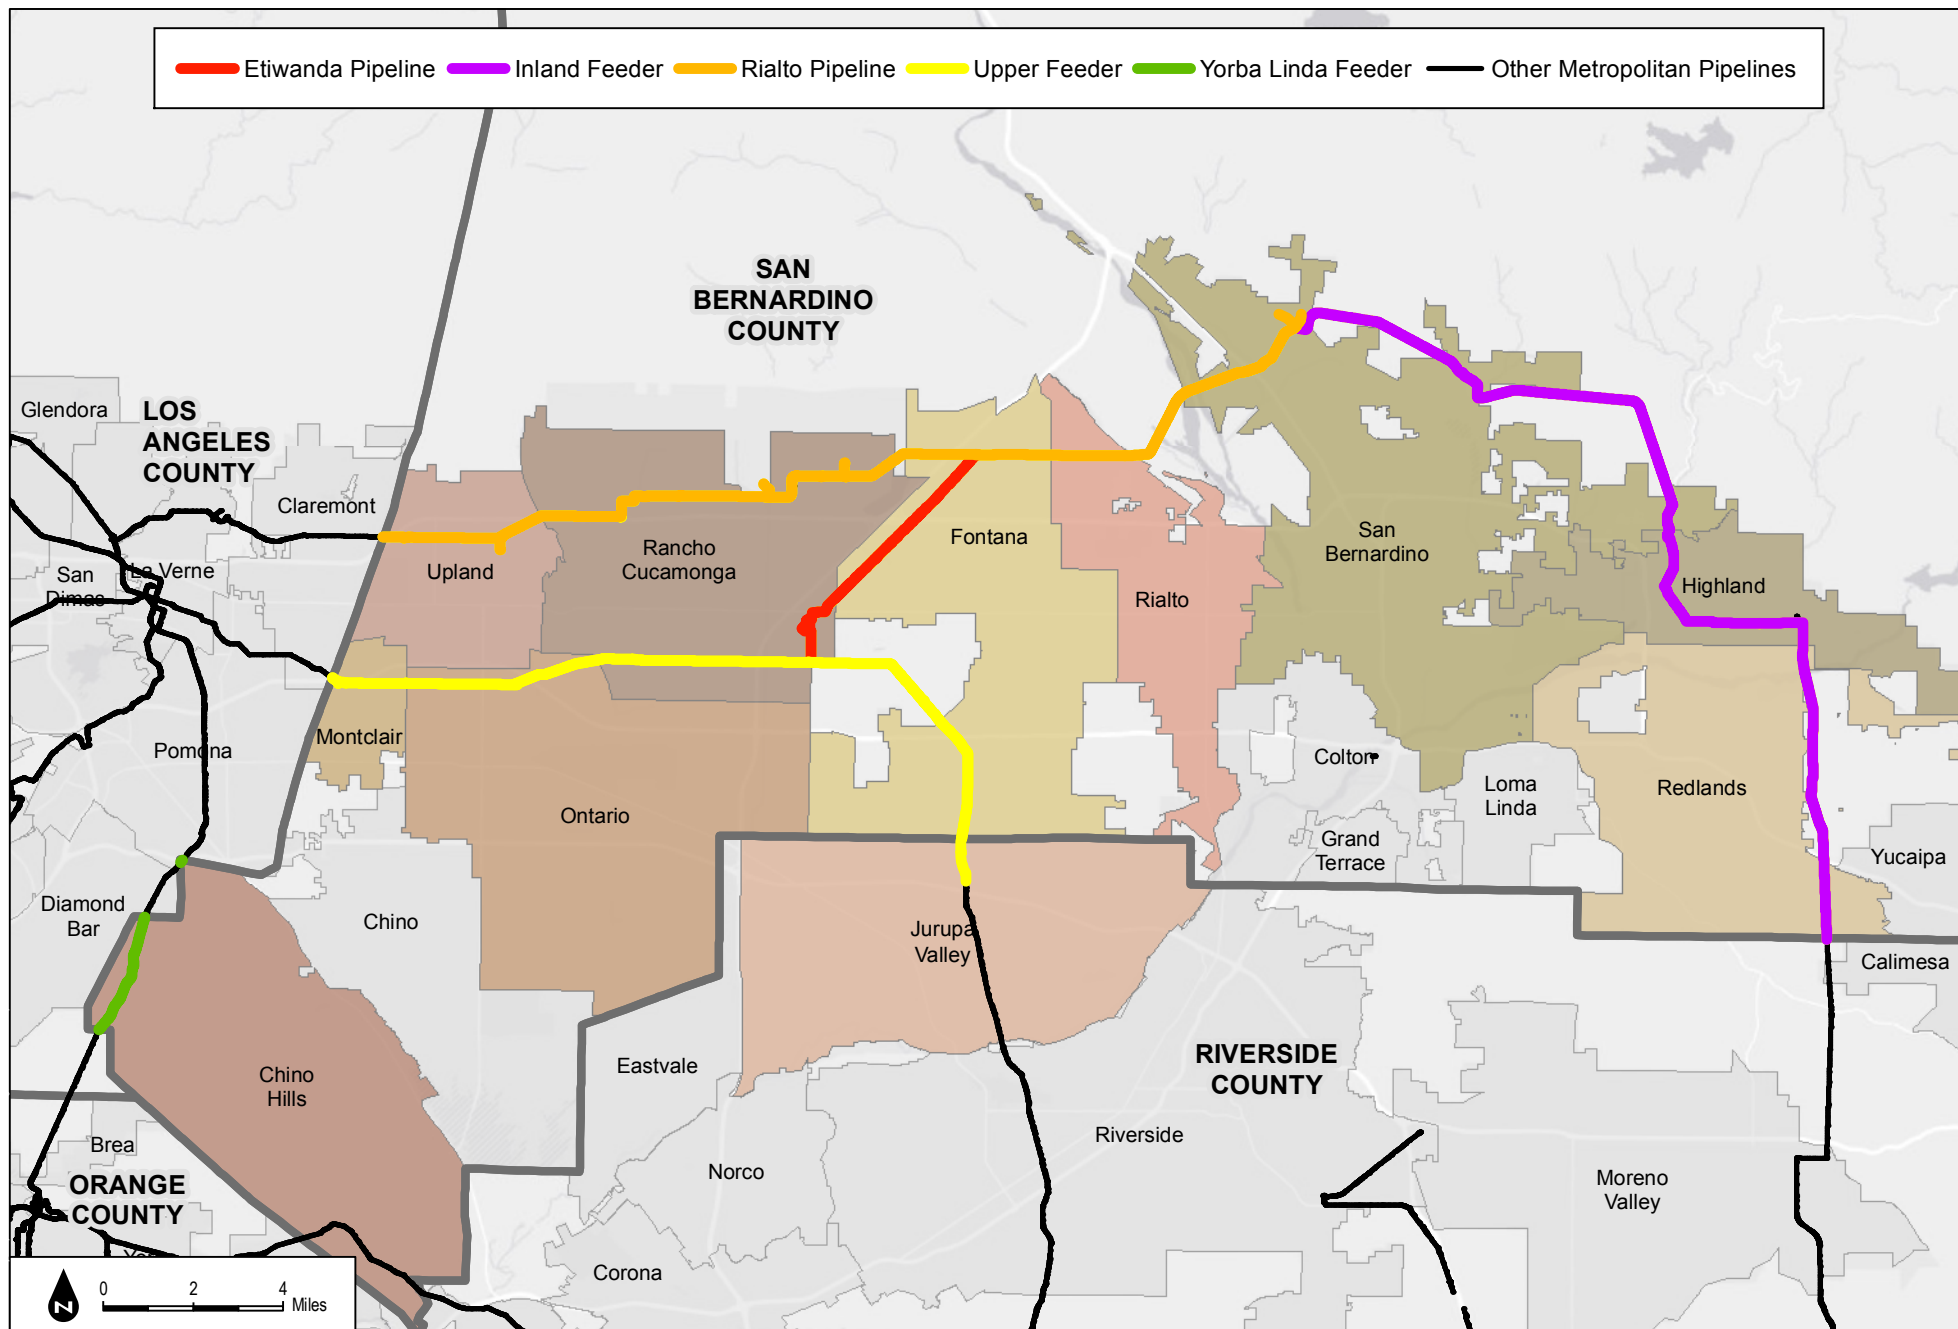 Etiwanda Pipeline
Inland Feeder
Rialto Pipeline
Upper Feeder
Yorba Linda Feeder
Other Metropolitan Pipelines
SAN
BERNARDINO
COUNTY
Glendora
LOS
ANGELES
COUNTY
Claremont
San
Dimas
La Verne
Upland
Rancho
Cucamonga
Fontana
Rialto
San
Bernardino
Highland
Pomona
Montclair
Ontario
Colton
Loma
Linda
Redlands
Grand
Terrace
Yucaipa
Diamond
Bar
Chino
Jurupa
Valley
Calimesa
Chino
Hills
Eastvale
RIVERSIDE
COUNTY
Brea
Riverside
Norco
Moreno
Valley
ORANGE
COUNTY
Corona
N
0 2 4
Miles